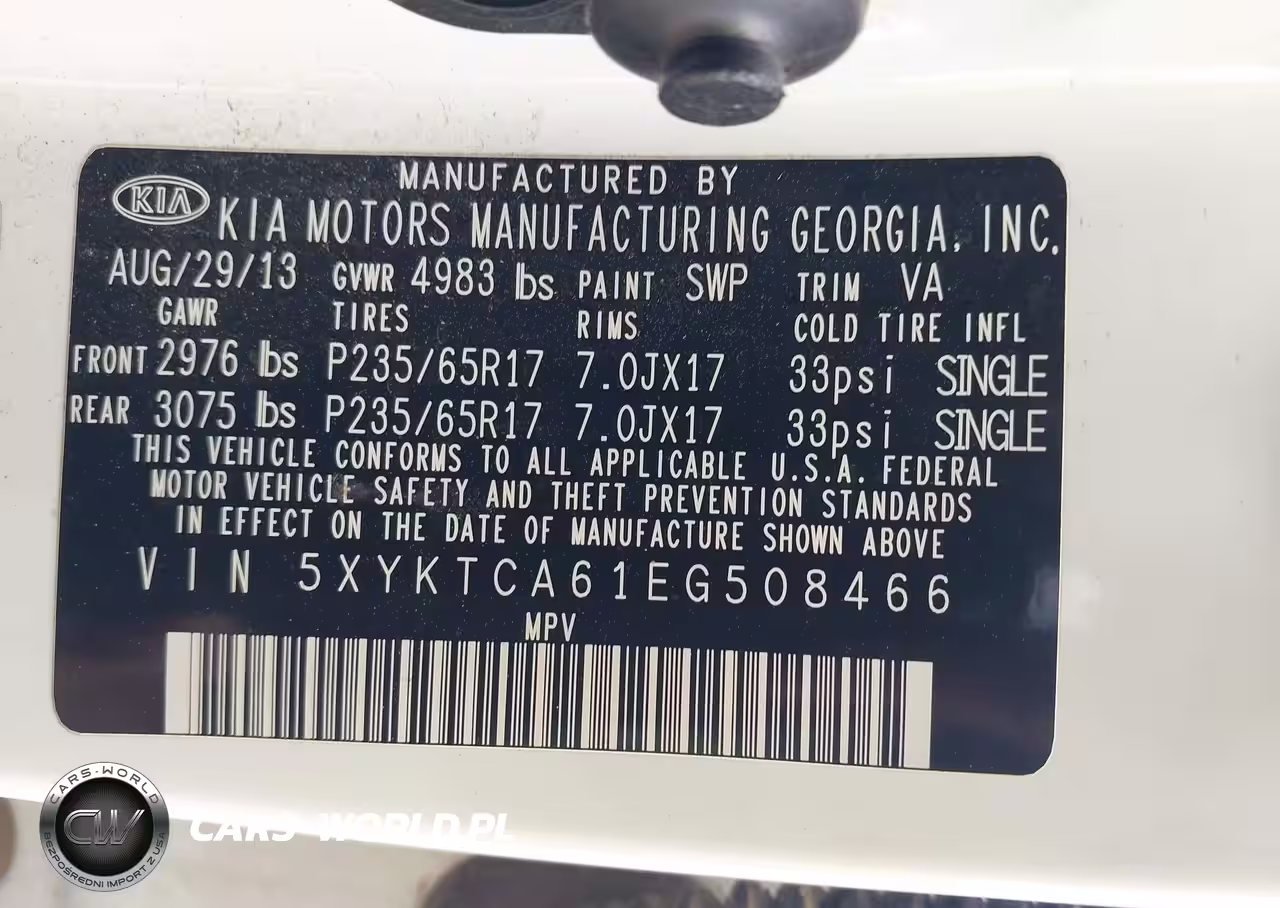 MANUFACTURED BY
KIA KIA MOTORS MANUFACTURING GEORGIA, INC.
AUG/29/13 GVWR 4983 lbs PAINT SWP TRIM VA
GAWR TIRES RIMS COLD TIRE INFL
FRONT 2976 lbs P235/65R17 7.0JX17 33psi SINGLE
REAR 3075 lbs P235/65R17 7.0JX17 33psi SINGLE
THIS VEHICLE CONFORMS TO ALL APPLICABLE U.S.A. FEDERAL
MOTOR VEHICLE SAFETY AND THEFT PREVENTION STANDARDS
IN EFFECT ON THE DATE OF MANUFACTURE SHOWN ABOVE
VIN 5XYKTCA61EG508466
MPV
CARS-WORLD
CW
BEZPOŚREDNI IMPORT Z USA
CARS-WORLD.PL